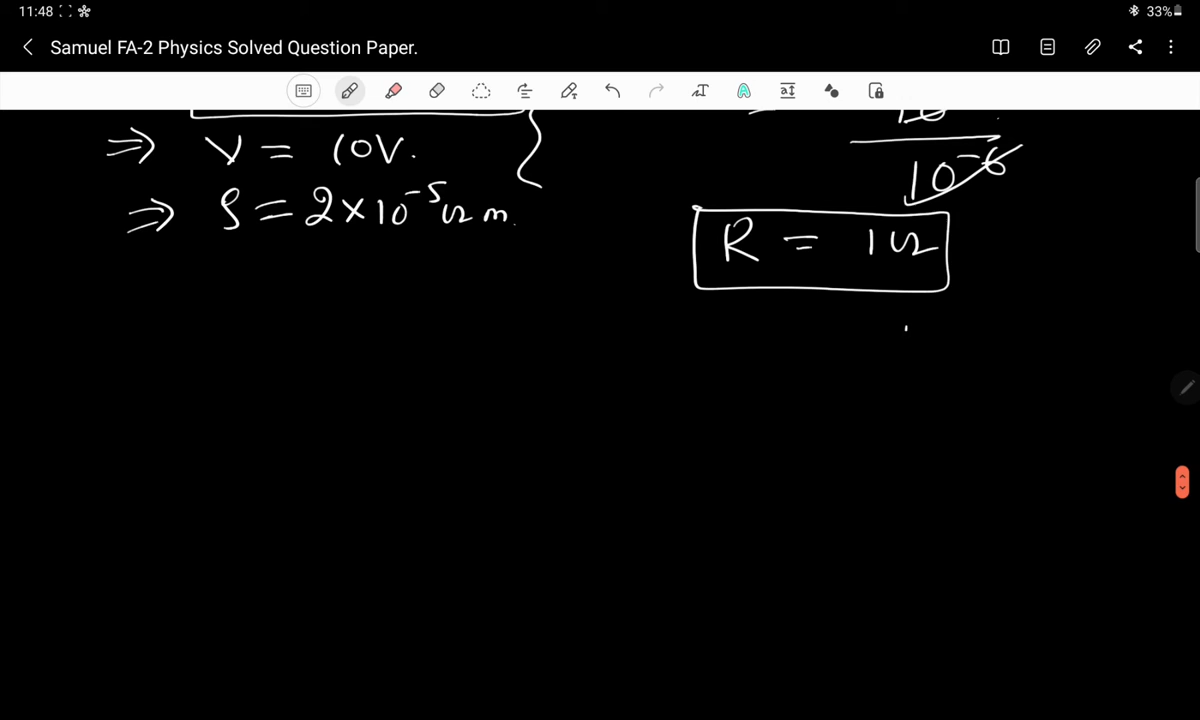 11:48
33%
Samuel FA-2 Physics Solved Question Paper.
⇒ V = 10V.
⇒ ρ = 2×10⁻⁵ Ω m.
10⁻⁶
R = 1Ω